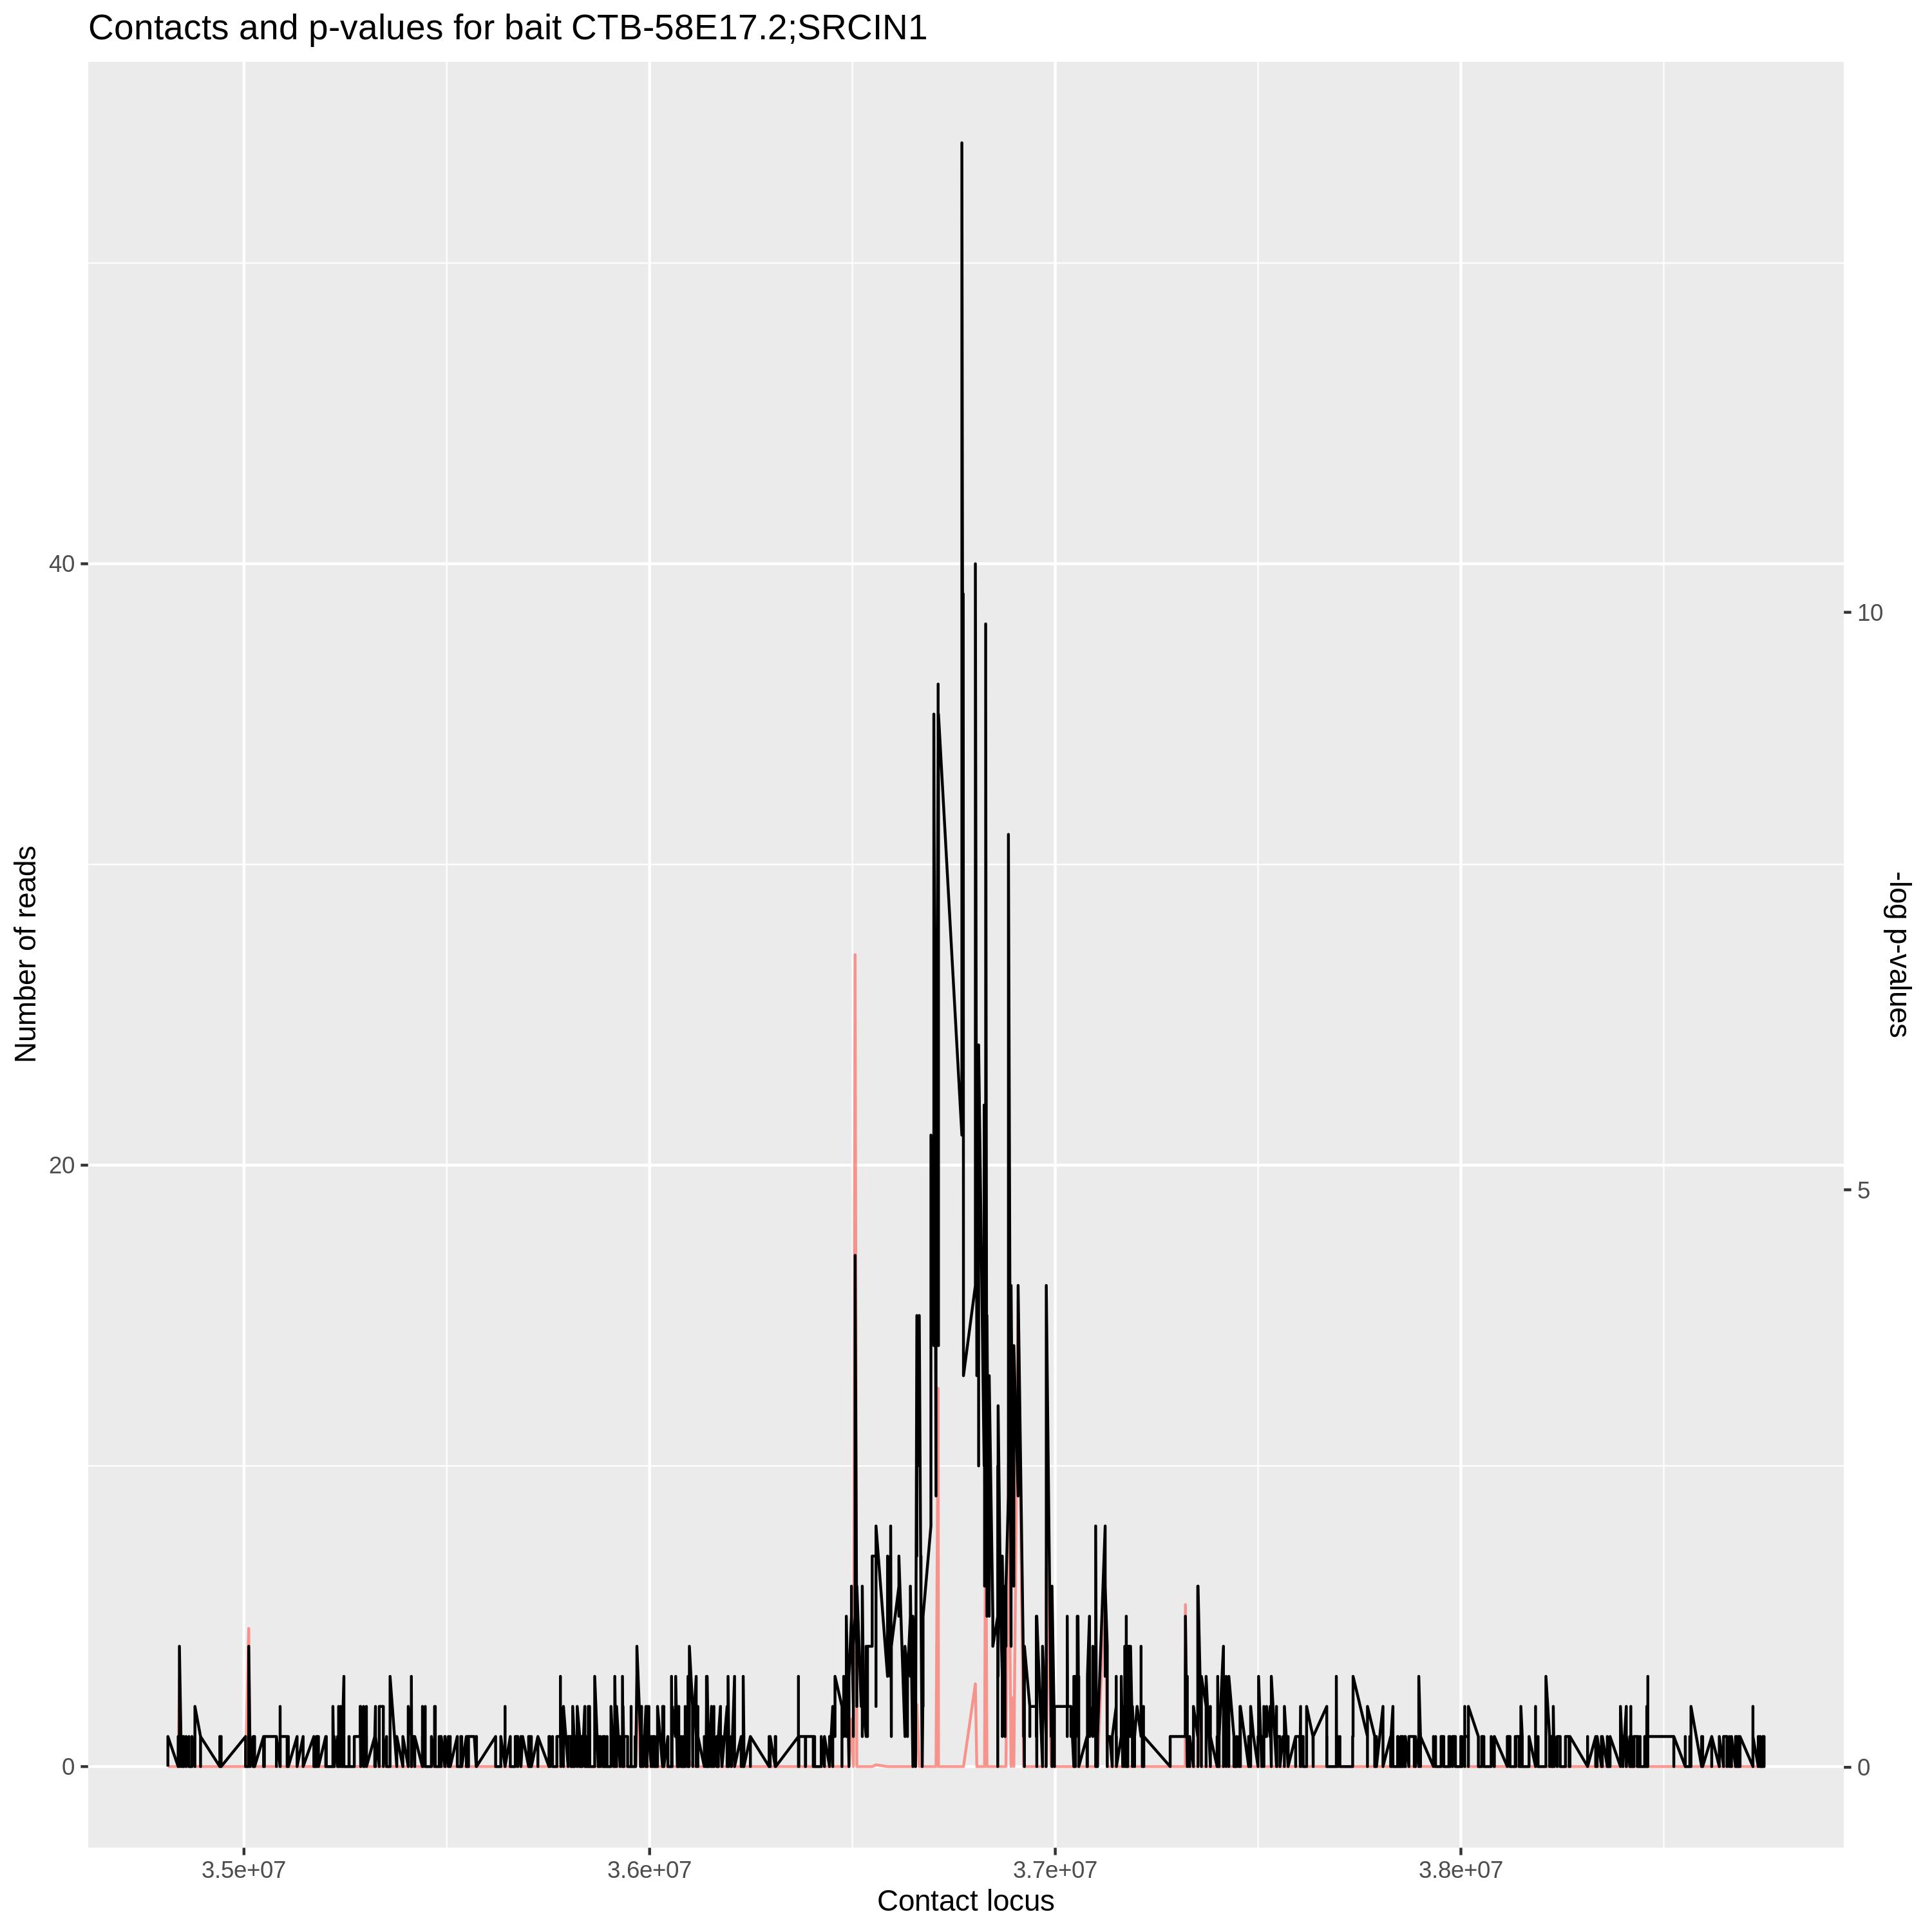 Contacts and p-values for bait CTB-58E17.2;SRCIN1
Number of reads
40
20
0
10
5
0
-log p-values
3.5e+07
3.6e+07
3.7e+07
3.8e+07
Contact locus